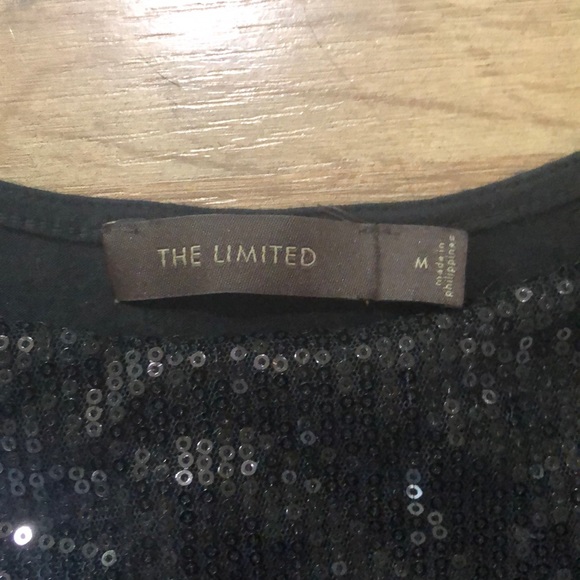 THE LIMITED
M
made in
philippines